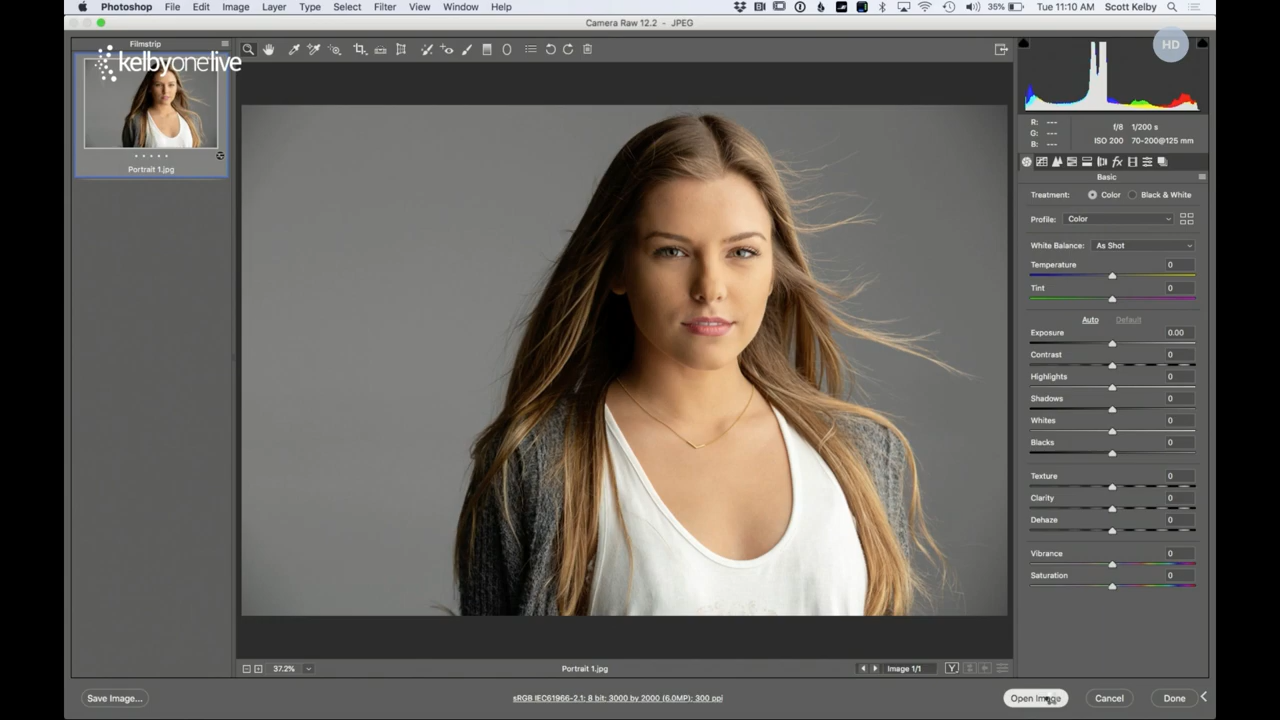 Photoshop File Edit Image Layer Type Select Filter View Window Help 35% Tue 11:10 AM Scott Kelby
Camera Raw 12.2 - JPEG
Filmstrip
kelbyonelive
Portrait 1.jpg
HD
R: ---
G: ---
B: ---
f/8 1/200 s
ISO 200 70-200@125 mm
Basic
Treatment: Color Black & White
Profile: Color
White Balance: As Shot
Temperature 0
Tint 0
Auto Default
Exposure 0.00
Contrast 0
Highlights 0
Shadows 0
Whites 0
Blacks 0
Texture 0
Clarity 0
Dehaze 0
Vibrance 0
Saturation 0
37.2% Portrait 1.jpg Image 1/1 Y
Save Image... sRGB IEC61966-2.1; 8 bit; 3000 by 2000 (6.0MP); 300 ppi Open Image Cancel Done